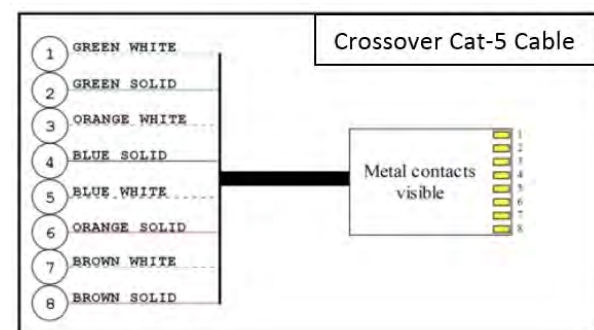 Crossover Cat-5 Cable
1 GREEN WHITE
2 GREEN SOLID
3 ORANGE WHITE
4 BLUE SOLID
5 BLUE WHITE
6 ORANGE SOLID
7 BROWN WHITE
8 BROWN SOLID
Metal contacts
visible
1
2
3
4
5
6
7
8